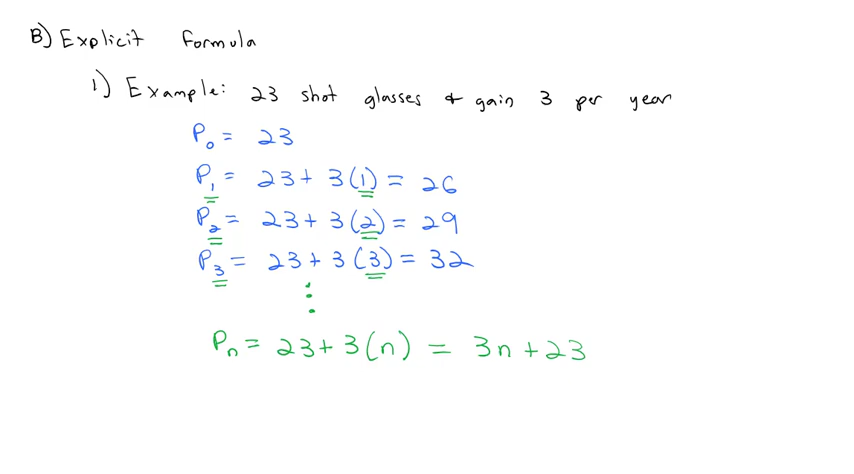 B) Explicit Formula
1) Example: 23 shot glasses & gain 3 per year
P₀ = 23
P₁ = 23 + 3(1) = 26
P₂ = 23 + 3(2) = 29
P₃ = 23 + 3(3) = 32
⋮
Pₙ = 23 + 3(n) = 3n + 23